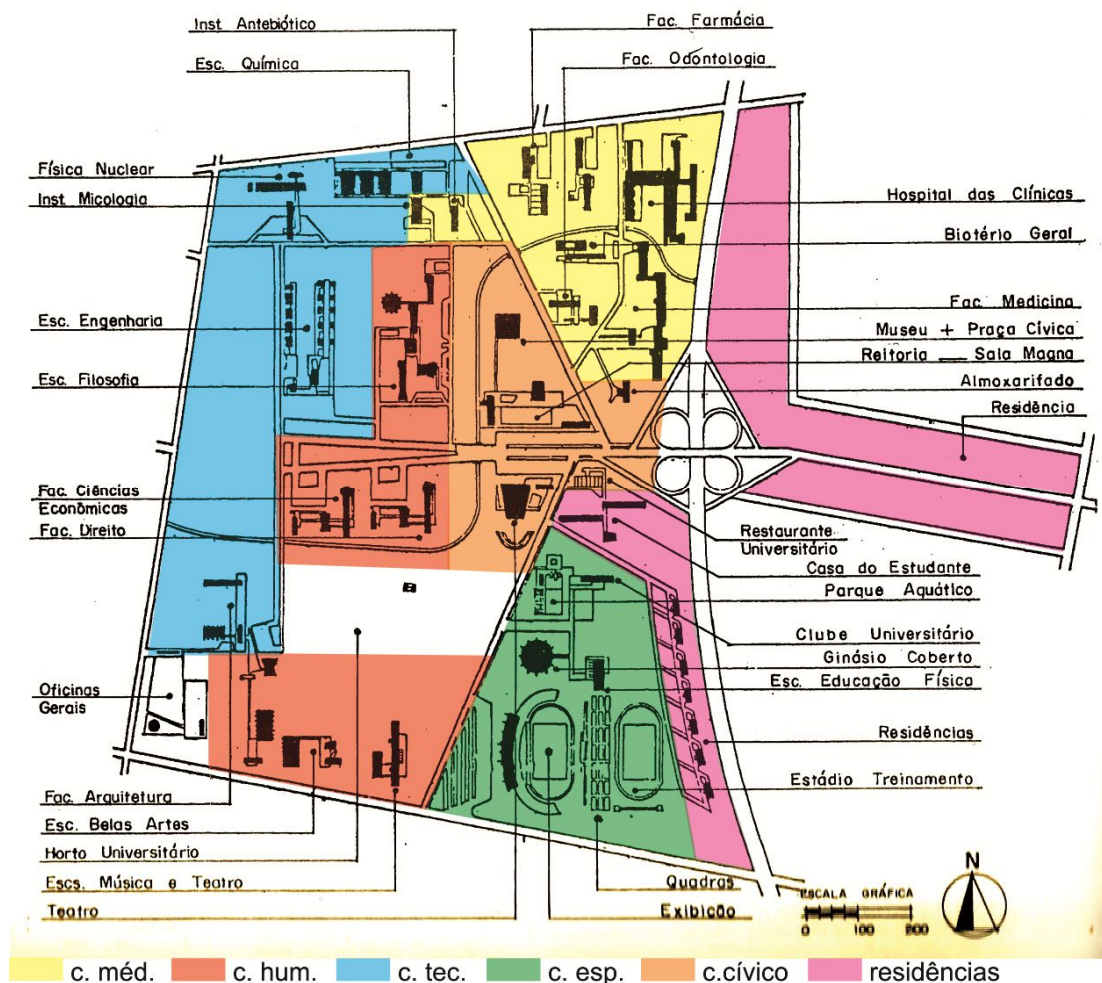 Inst. Antebiótico
Esc. Química
Física Nuclear
Inst. Micologia
Esc. Engenharia
Esc. Filosofia
Fac. Ciências
Econômicas
Fac. Direito
Oficinas
Gerais
Fac. Arquitetura
Esc. Belas Artes
Horto Universitário
Escs. Música e Teatro
Teatro
Fac. Farmácia
Fac. Odontologia
Hospital das Clínicas
Biotério Geral
Fac. Medicina
Museu + Praça Cívica
Reitoria — Sala Magna
Almoxarifado
Residência
Restaurante
Universitário
Casa do Estudante
Parque Aquático
Clube Universitário
Ginásio Coberto
Esc. Educação Física
Residências
Estádio Treinamento
Quadras
Exibição
N
ESCALA GRÁFICA
0 100 200
c. méd. c. hum. c. tec. c. esp. c.cívico residências